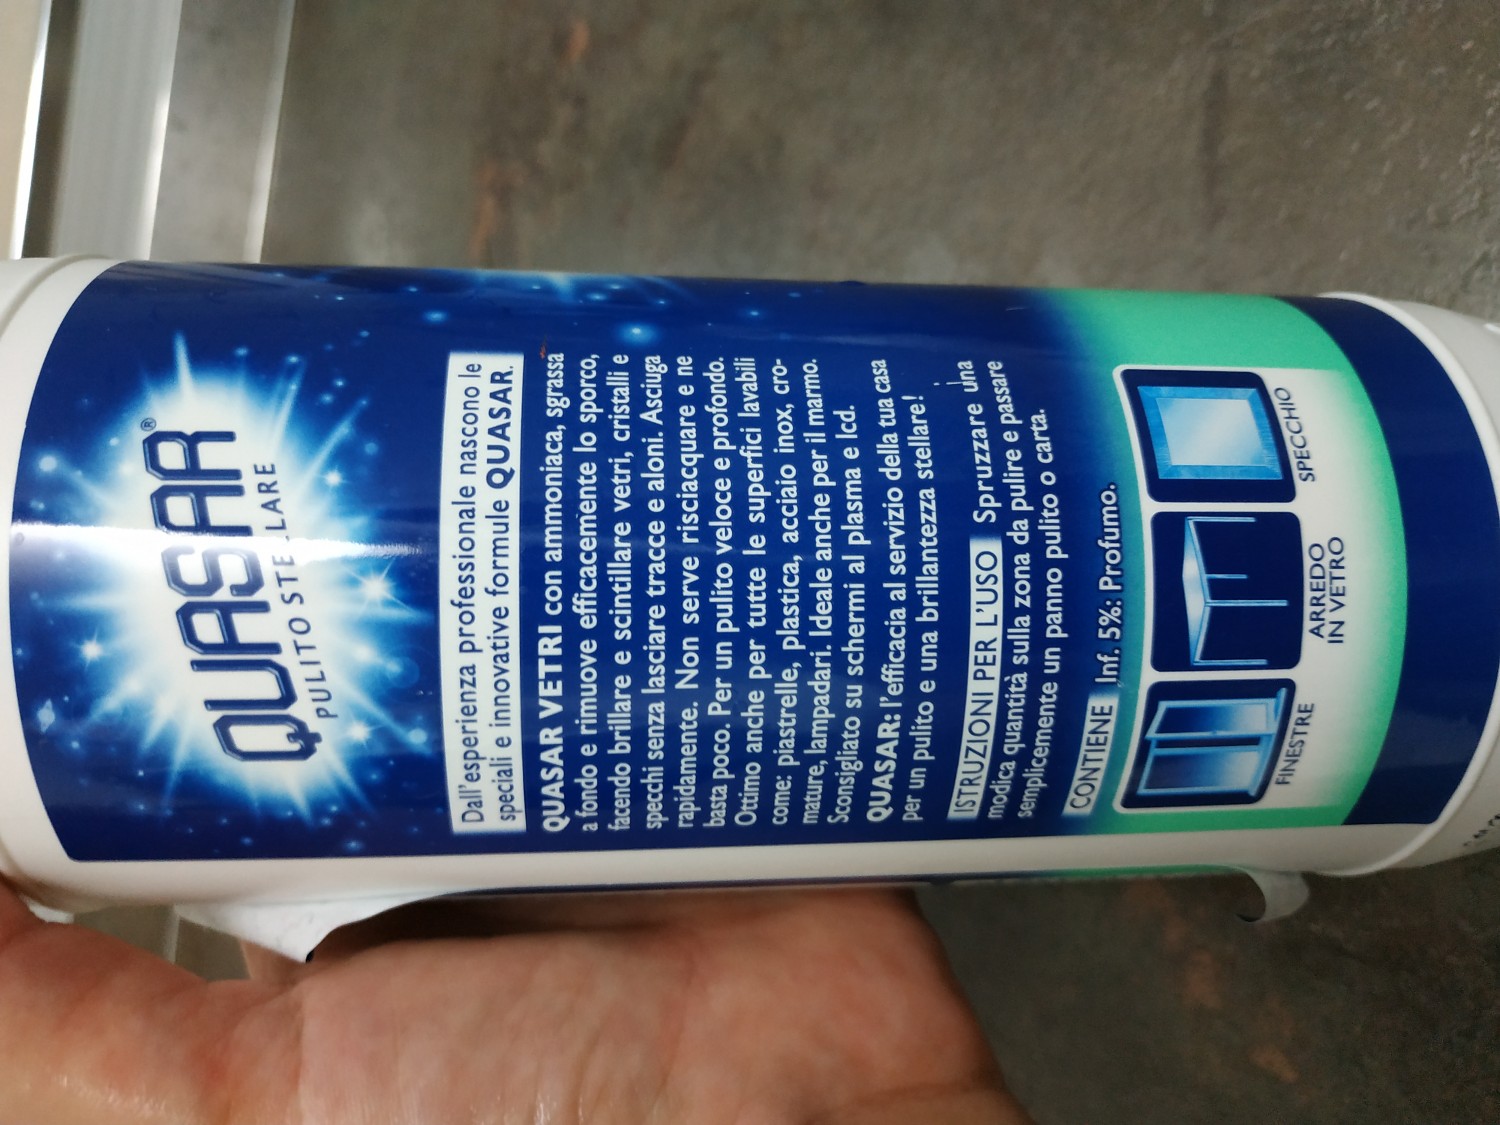 QUASAR®
PULITO STELLARE
Dall'esperienza professionale nascono le
speciali e innovative formule QUASAR.
QUASAR VETRI con ammoniaca, sgrassa
a fondo e rimuove efficacemente lo sporco,
facendo brillare e scintillare vetri, cristalli e
specchi senza lasciare tracce e aloni. Asciuga
rapidamente. Non serve risciacquare e ne
basta poco. Per un pulito veloce e profondo.
Ottimo anche per tutte le superfici lavabili
come: piastrelle, plastica, acciaio inox, cro-
mature, lampadari. Ideale anche per il marmo.
Sconsigliato su schermi al plasma e lcd.
QUASAR: l'efficacia al servizio della tua casa
per un pulito e una brillantezza stellare!
ISTRUZIONI PER L'USO Spruzzare una
modica quantità sulla zona da pulire e passare
semplicemente un panno pulito o carta.
CONTIENE Inf. 5%: Profumo.
FINESTRE
ARREDO
IN VETRO
SPECCHIO